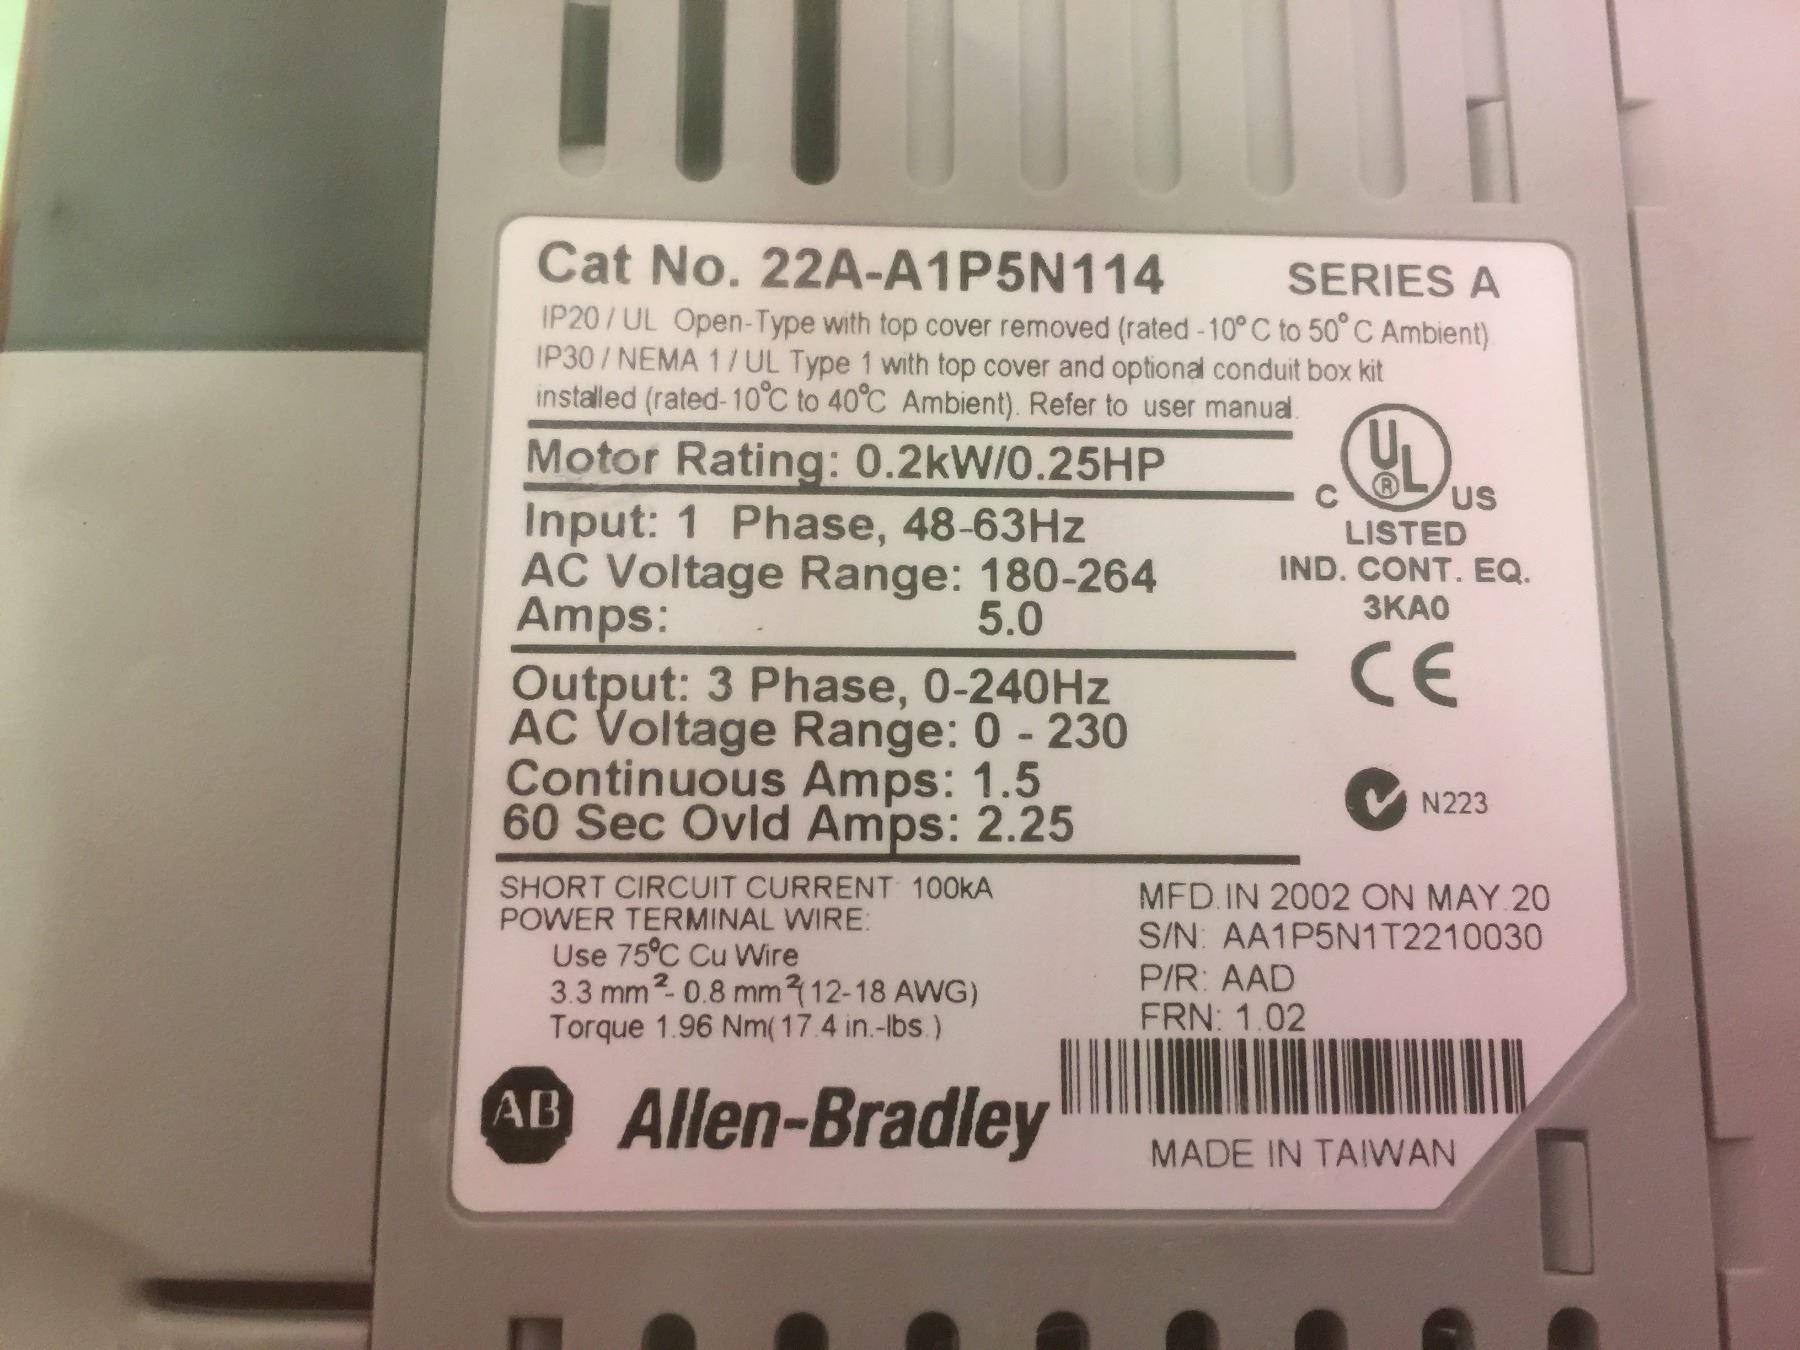 Cat No. 22A-A1P5N114 SERIES A
IP20 / UL Open-Type with top cover removed (rated -10°C to 50°C Ambient)
IP30 / NEMA 1 / UL Type 1 with top cover and optional conduit box kit
installed (rated-10°C to 40°C Ambient). Refer to user manual.
Motor Rating: 0.2kW/0.25HP
Input: 1 Phase, 48-63Hz
AC Voltage Range: 180-264
Amps: 5.0
Output: 3 Phase, 0-240Hz
AC Voltage Range: 0 - 230
Continuous Amps: 1.5
60 Sec Ovld Amps: 2.25
C UL ® US
LISTED
IND. CONT. EQ.
3KA0
CE
N223
SHORT CIRCUIT CURRENT 100kA
POWER TERMINAL WIRE:
Use 75°C Cu Wire
3.3 mm²- 0.8 mm²(12-18 AWG)
Torque 1.96 Nm(17.4 in.-lbs.)
MFD. IN 2002 ON MAY 20
S/N: AA1P5N1T2210030
P/R: AAD
FRN: 1.02
AB Allen-Bradley
MADE IN TAIWAN